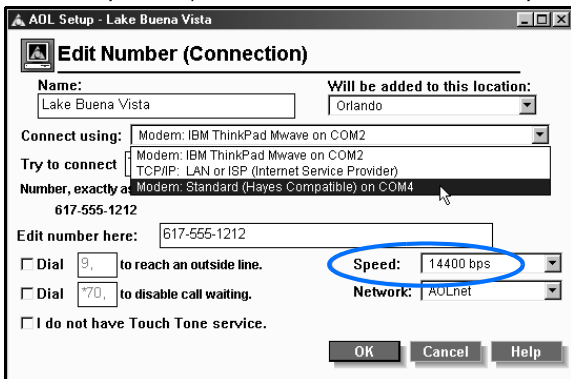 AOL Setup - Lake Buena Vista
Edit Number (Connection)
Name: Will be added to this location:
Lake Buena Vista Orlando
Connect using: Modem: IBM ThinkPad Mwave on COM2
Modem: IBM ThinkPad Mwave on COM2
Try to connect
TCP/IP: LAN or ISP (Internet Service Provider)
Number, exactly as Modem: Standard (Hayes Compatible) on COM4
617-555-1212
Edit number here: 617-555-1212
Dial 9, to reach an outside line. Speed: 14400 bps
Dial *70, to disable call waiting. Network: AOLnet
I do not have Touch Tone service.
OK Cancel Help